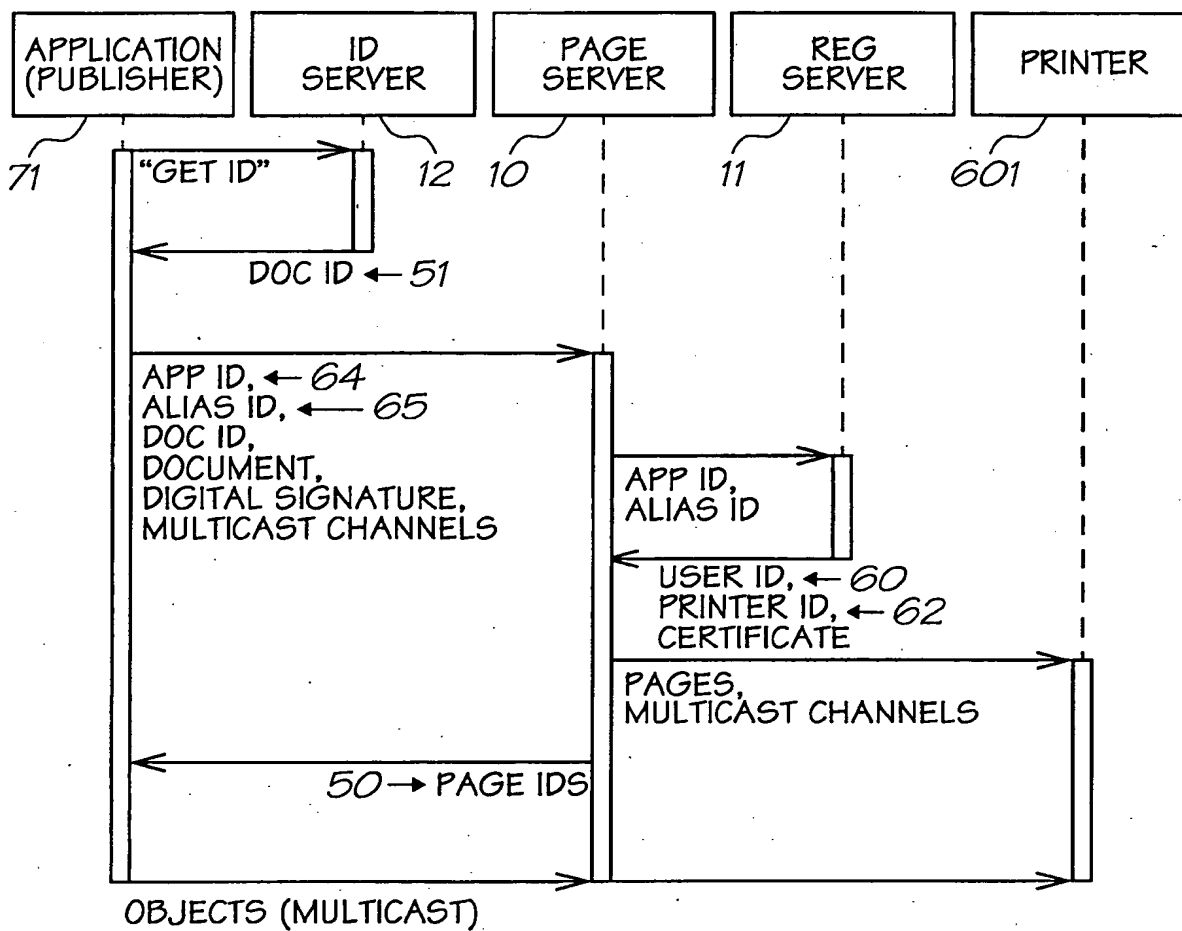 APPLICATION
(PUBLISHER)
ID
SERVER
PAGE
SERVER
REG
SERVER
PRINTER
71
12
10
11
601
"GET ID"
DOC ID ← 51
APP ID, ← 64
ALIAS ID, ← 65
DOC ID,
DOCUMENT,
DIGITAL SIGNATURE,
MULTICAST CHANNELS
APP ID,
ALIAS ID
USER ID, ← 60
PRINTER ID, ← 62
CERTIFICATE
PAGES,
MULTICAST CHANNELS
50 → PAGE IDS
OBJECTS (MULTICAST)